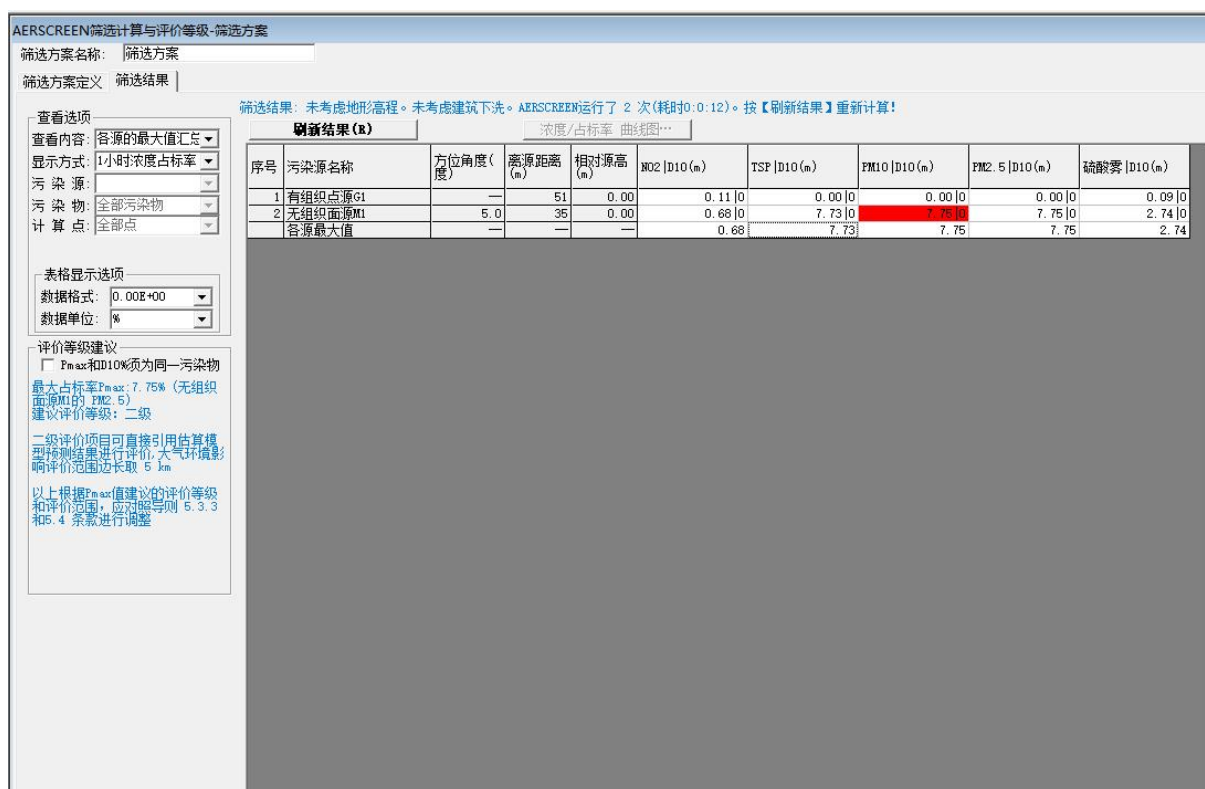 AERSCREEN筛选计算与评价等级-筛选方案
筛选方案名称: 筛选方案
筛选方案定义 筛选结果
筛选结果: 未考虑地形高程。未考虑建筑下洗。AERSCREEN运行了 2 次(耗时0:0:12)。按【刷新结果】重新计算!
刷新结果(R) 浓度/占标率 曲线图…
查看选项
查看内容: 各源的最大值汇总
显示方式: 1小时浓度占标率
污 染 源:
污 染 物: 全部污染物
计 算 点: 全部点
表格显示选项
数据格式: 0.00E+00
数据单位: %
评价等级建议
Pmax和D10%须为同一污染物
最大占标率Pmax:7.75% (无组织
面源M1的 PM2.5)
建议评价等级: 二级
二级评价项目可直接引用估算模
型预测结果进行评价,大气环境影
响评价范围边长取 5 km
以上根据Pmax值建议的评价等级
和评价范围, 应对照导则 5.3.3
和5.4 条款进行调整
序号 污染源名称 方位角度(度) 离源距离(m) 相对源高(m) NO2|D10(m) TSP|D10(m) PM10|D10(m) PM2.5|D10(m) 硫酸雾|D10(m)
1 有组织点源G1 — 51 0.00 0.11|0 0.00|0 0.00|0 0.00|0 0.09|0
2 无组织面源M1 5.0 35 0.00 0.68|0 7.73|0 7.75|0 7.75|0 2.74|0
各源最大值 — — — 0.68 7.73 7.75 7.75 2.74